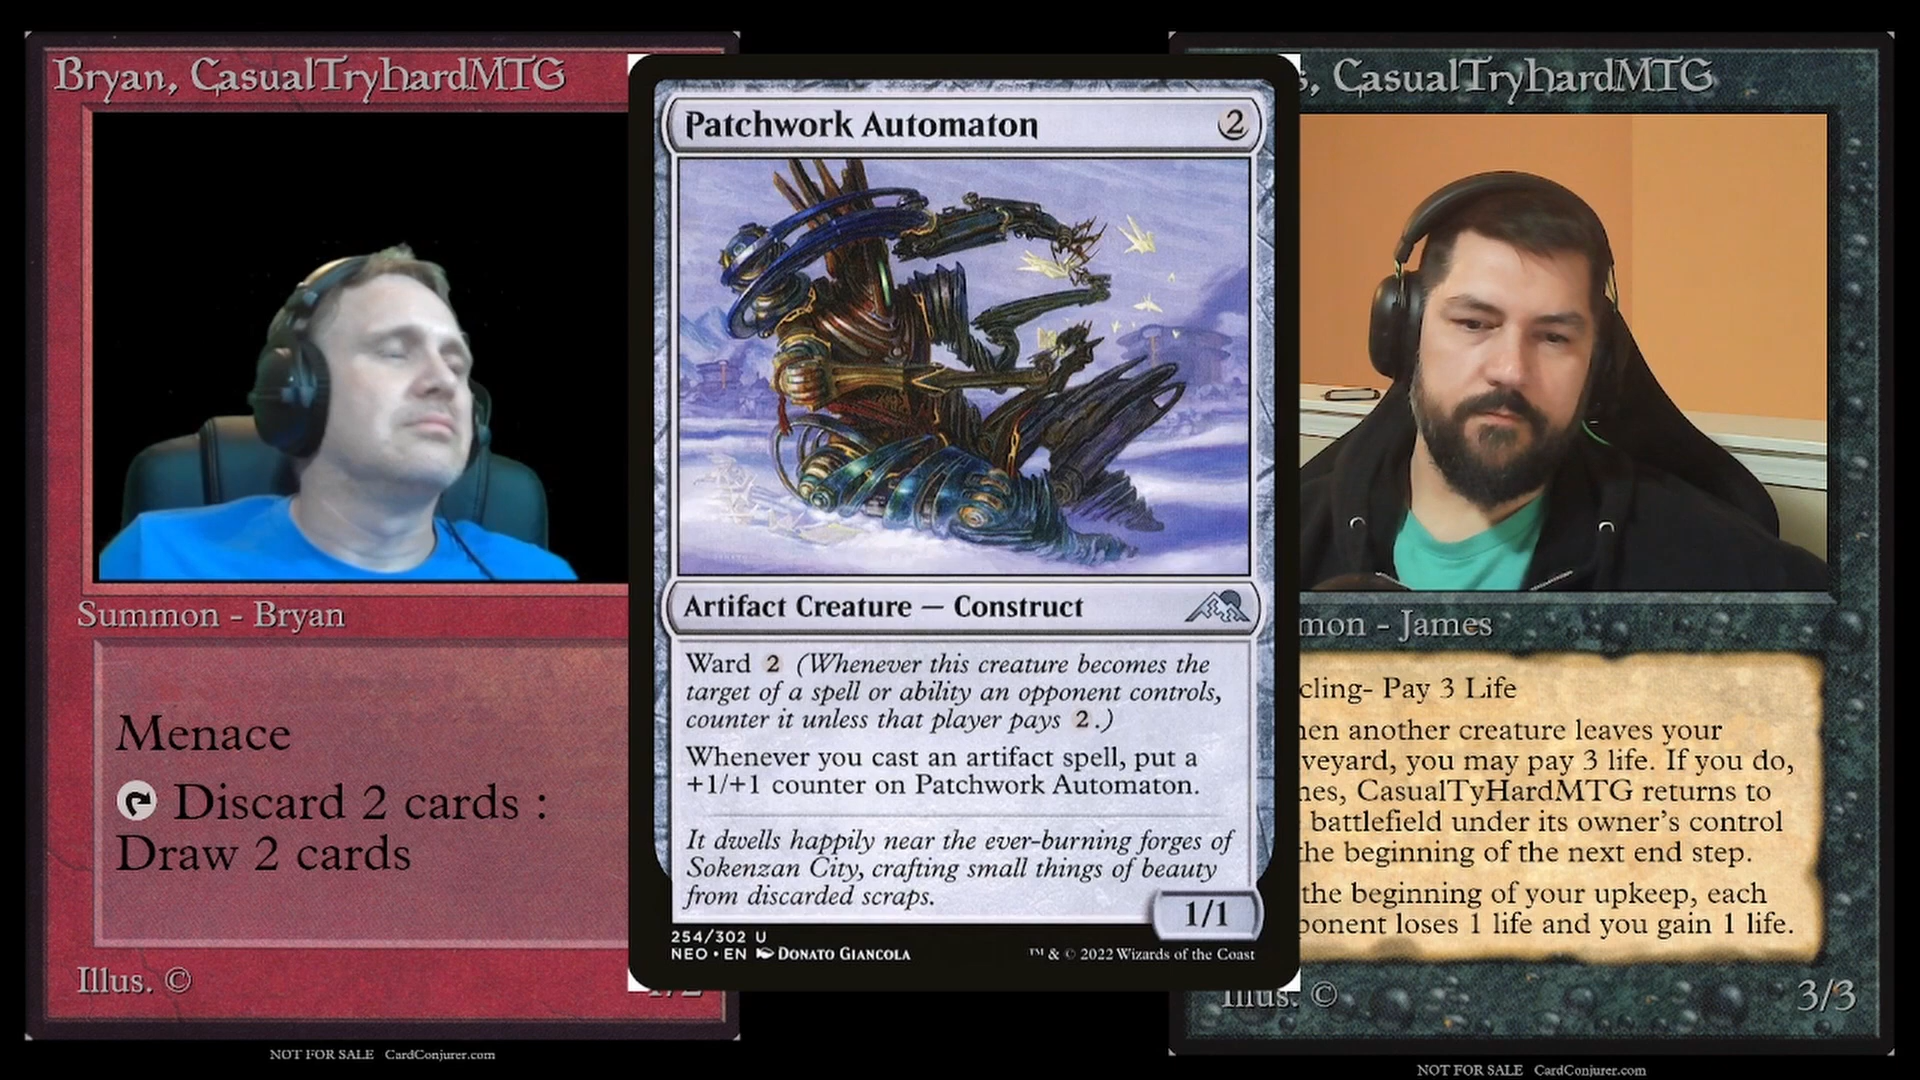 Bryan, CasualTryhardMTG
Summon - Bryan
Menace
Discard 2 cards :
Draw 2 cards
Illus. ©
NOT FOR SALE CardConjurer.com
Patchwork Automaton
2
Artifact Creature — Construct
Ward 2 (Whenever this creature becomes the
target of a spell or ability an opponent controls,
counter it unless that player pays 2.)
Whenever you cast an artifact spell, put a
+1/+1 counter on Patchwork Automaton.
It dwells happily near the ever-burning forges of
Sokenzan City, crafting small things of beauty
from discarded scraps.
1/1
254/302 U
NEO • EN DONATO GIANCOLA
™ & © 2022 Wizards of the Coast
s, CasualTryhardMTG
mon - James
cling- Pay 3 Life
en another creature leaves your
veyard, you may pay 3 life. If you do,
nes, CasualTyHardMTG returns to
battlefield under its owner's control
the beginning of the next end step.
the beginning of your upkeep, each
ponent loses 1 life and you gain 1 life.
Illus. ©
3/3
NOT FOR SALE CardConjurer.com